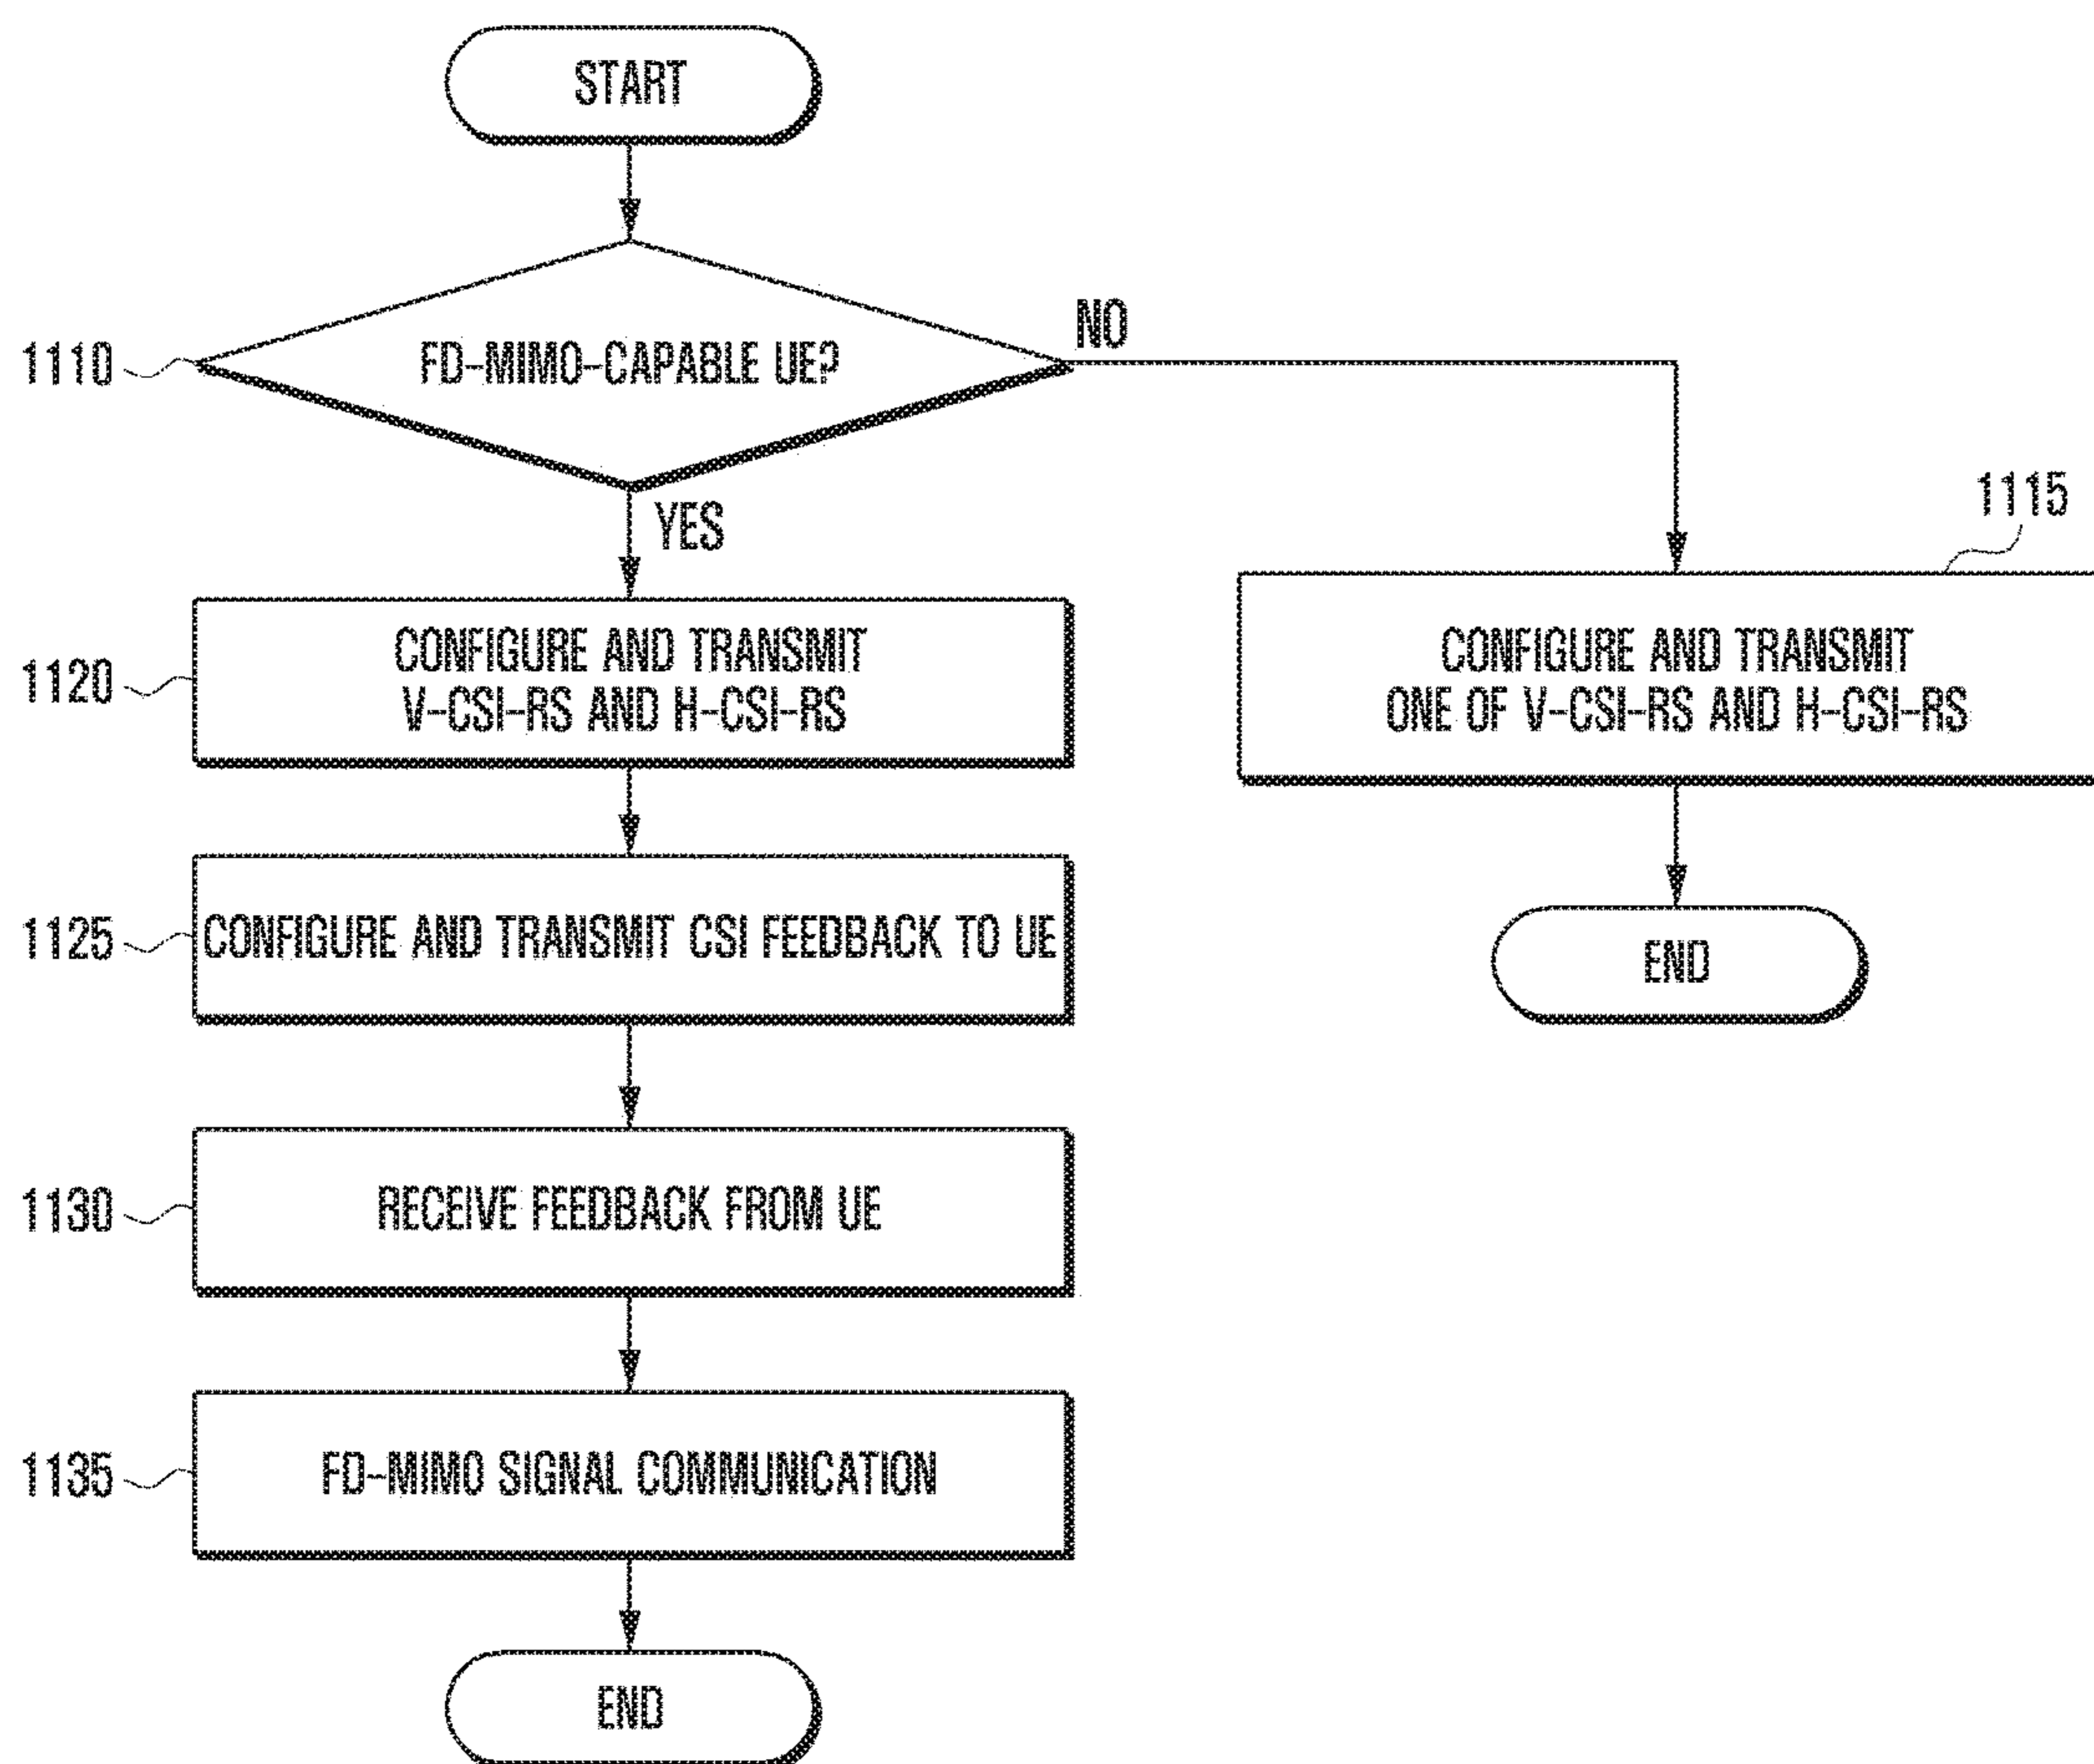 START
1110
FD-MIMO-CAPABLE UE?
NO
YES
1115
1120
CONFIGURE AND TRANSMIT
V-CSI-RS AND H-CSI-RS
CONFIGURE AND TRANSMIT
ONE OF V-CSI-RS AND H-CSI-RS
1125
CONFIGURE AND TRANSMIT CSI FEEDBACK TO UE
END
1130
RECEIVE FEEDBACK FROM UE
1135
FD-MIMO SIGNAL COMMUNICATION
END